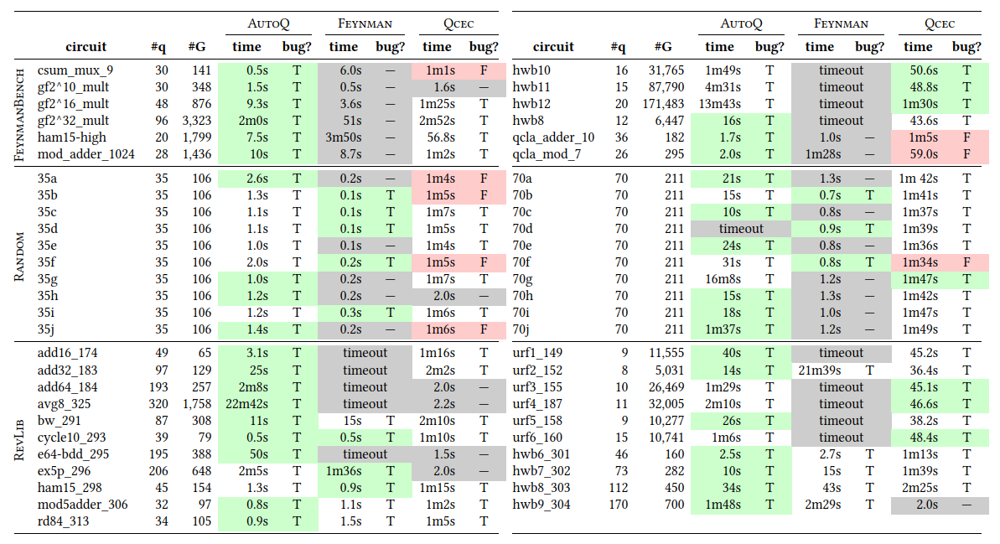 AUTOQ FEYNMAN QCEC AUTOQ FEYNMAN QCEC
circuit #q #G time bug? time bug? time bug? circuit #q #G time bug? time bug? time bug?
FEYNMANBENCH
csum_mux_9 30 141 0.5s T 6.0s — 1m1s F hwb10 16 31,765 1m49s T timeout 50.6s T
gf2^10_mult 30 348 1.5s T 0.5s — 1.6s — hwb11 15 87,790 4m31s T timeout 48.8s T
gf2^16_mult 48 876 9.3s T 3.6s — 1m25s T hwb12 20 171,483 13m43s T timeout 1m30s T
gf2^32_mult 96 3,323 2m0s T 51s — 2m52s T hwb8 12 6,447 16s T timeout 43.6s T
ham15-high 20 1,799 7.5s T 3m50s — 56.8s T qcla_adder_10 36 182 1.7s T 1.0s — 1m5s F
mod_adder_1024 28 1,436 10s T 8.7s — 1m2s T qcla_mod_7 26 295 2.0s T 1m28s — 59.0s F
RANDOM
35a 35 106 2.6s T 0.2s — 1m4s F 70a 70 211 21s T 1.3s — 1m 42s T
35b 35 106 1.3s T 0.1s T 1m5s F 70b 70 211 15s T 0.7s T 1m41s T
35c 35 106 1.1s T 0.1s T 1m7s T 70c 70 211 10s T 0.8s — 1m37s T
35d 35 106 1.1s T 0.1s T 1m5s T 70d 70 211 timeout 0.9s T 1m39s T
35e 35 106 1.0s T 0.1s — 1m4s T 70e 70 211 24s T 0.8s — 1m36s T
35f 35 106 2.0s T 0.2s T 1m5s F 70f 70 211 31s T 0.8s T 1m34s F
35g 35 106 1.0s T 0.2s — 1m7s T 70g 70 211 16m8s T 1.2s — 1m47s T
35h 35 106 1.2s T 0.2s — 2.0s — 70h 70 211 15s T 1.3s — 1m42s T
35i 35 106 1.2s T 0.3s T 1m6s T 70i 70 211 18s T 1.0s — 1m47s T
35j 35 106 1.4s T 0.2s — 1m6s F 70j 70 211 1m37s T 1.2s — 1m49s T
REVLIB
add16_174 49 65 3.1s T timeout 1m16s T urf1_149 9 11,555 40s T timeout 45.2s T
add32_183 97 129 25s T timeout 2m2s T urf2_152 8 5,031 14s T 21m39s T 36.4s T
add64_184 193 257 2m8s T timeout 2.0s — urf3_155 10 26,469 1m29s T timeout 45.1s T
avg8_325 320 1,758 22m42s T timeout 2.2s — urf4_187 11 32,005 2m10s T timeout 46.6s T
bw_291 87 308 11s T 15s T 2m10s T urf5_158 9 10,277 26s T timeout 38.2s T
cycle10_293 39 79 0.5s T 0.5s T 1m10s T urf6_160 15 10,741 1m6s T timeout 48.4s T
e64-bdd_295 195 388 50s T timeout 1.5s — hwb6_301 46 160 2.5s T 2.7s T 1m13s T
ex5p_296 206 648 2m5s T 1m36s T 2.0s — hwb7_302 73 282 10s T 15s T 1m39s T
ham15_298 45 154 1.3s T 0.9s T 1m15s T hwb8_303 112 450 34s T 43s T 2m25s T
mod5adder_306 32 97 0.8s T 1.1s T 1m2s T hwb9_304 170 700 1m48s T 2m29s T 2.0s —
rd84_313 34 105 0.9s T 1.5s T 1m5s T